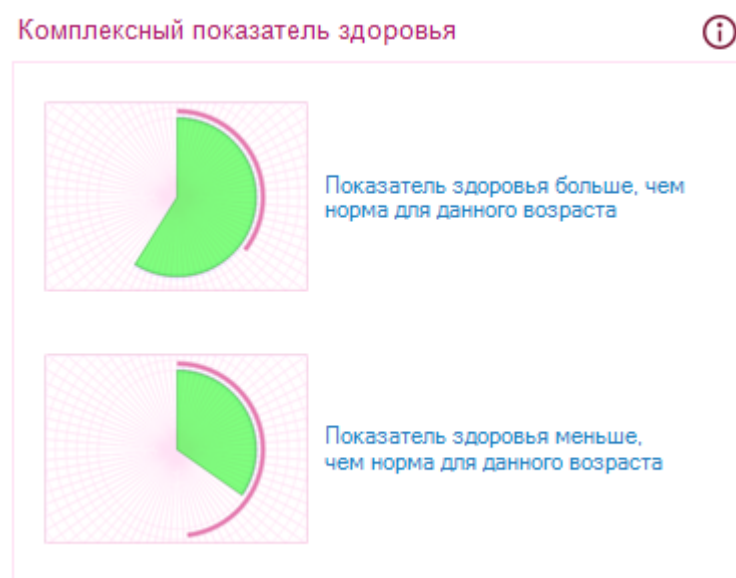 Комплексный показатель здоровья
Показатель здоровья больше, чем
норма для данного возраста
Показатель здоровья меньше,
чем норма для данного возраста